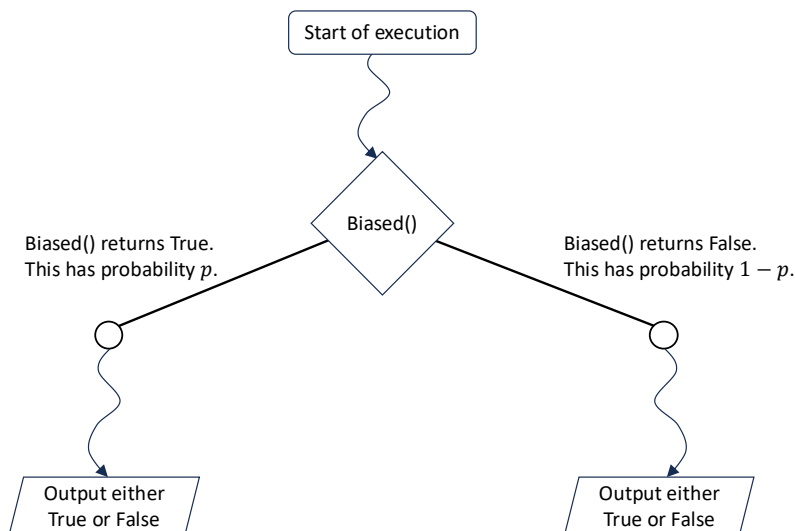 Start of execution
Biased()
Biased() returns True.
This has probability p.
Biased() returns False.
This has probability 1 − p.
Output either
True or False
Output either
True or False